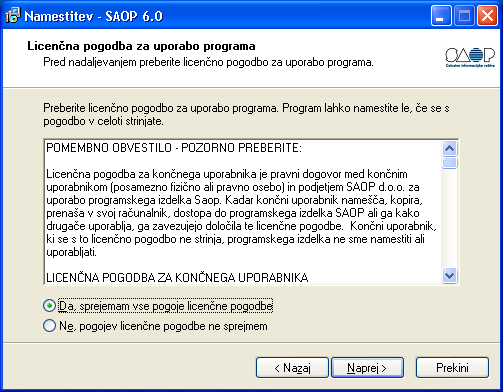 Namestitev - SAOP 6.0
Licenčna pogodba za uporabo programa
Pred nadaljevanjem preberite licenčno pogodbo za uporabo programa.
SAOP
Celostne informacijske rešitve
Preberite licenčno pogodbo za uporabo programa. Program lahko namestite le, če se s
pogodbo v celoti strinjate.
POMEMBNO OBVESTILO - POZORNO PREBERITE:
Licenčna pogodba za končnega uporabnika je pravni dogovor med končnim
uporabnikom (posamezno fizično ali pravno osebo) in podjetjem SAOP d.o.o. za
uporabo programskega izdelka Saop. Kadar končni uporabnik namešča, kopira,
prenaša v svoj računalnik, dostopa do programskega izdelka SAOP ali ga kako
drugače uporablja, ga zavezujejo določila te licenčne pogodbe.  Končni uporabnik,
ki se s to licenčno pogodbo ne strinja, programskega izdelka ne sme namestiti ali
uporabljati.
LICENČNA POGODBA ZA KONČNEGA UPORABNIKA
Da, sprejemam vse pogoje licenčne pogodbe
Ne, pogojev licenčne pogodbe ne sprejmem
< Nazaj
Naprej >
Prekini